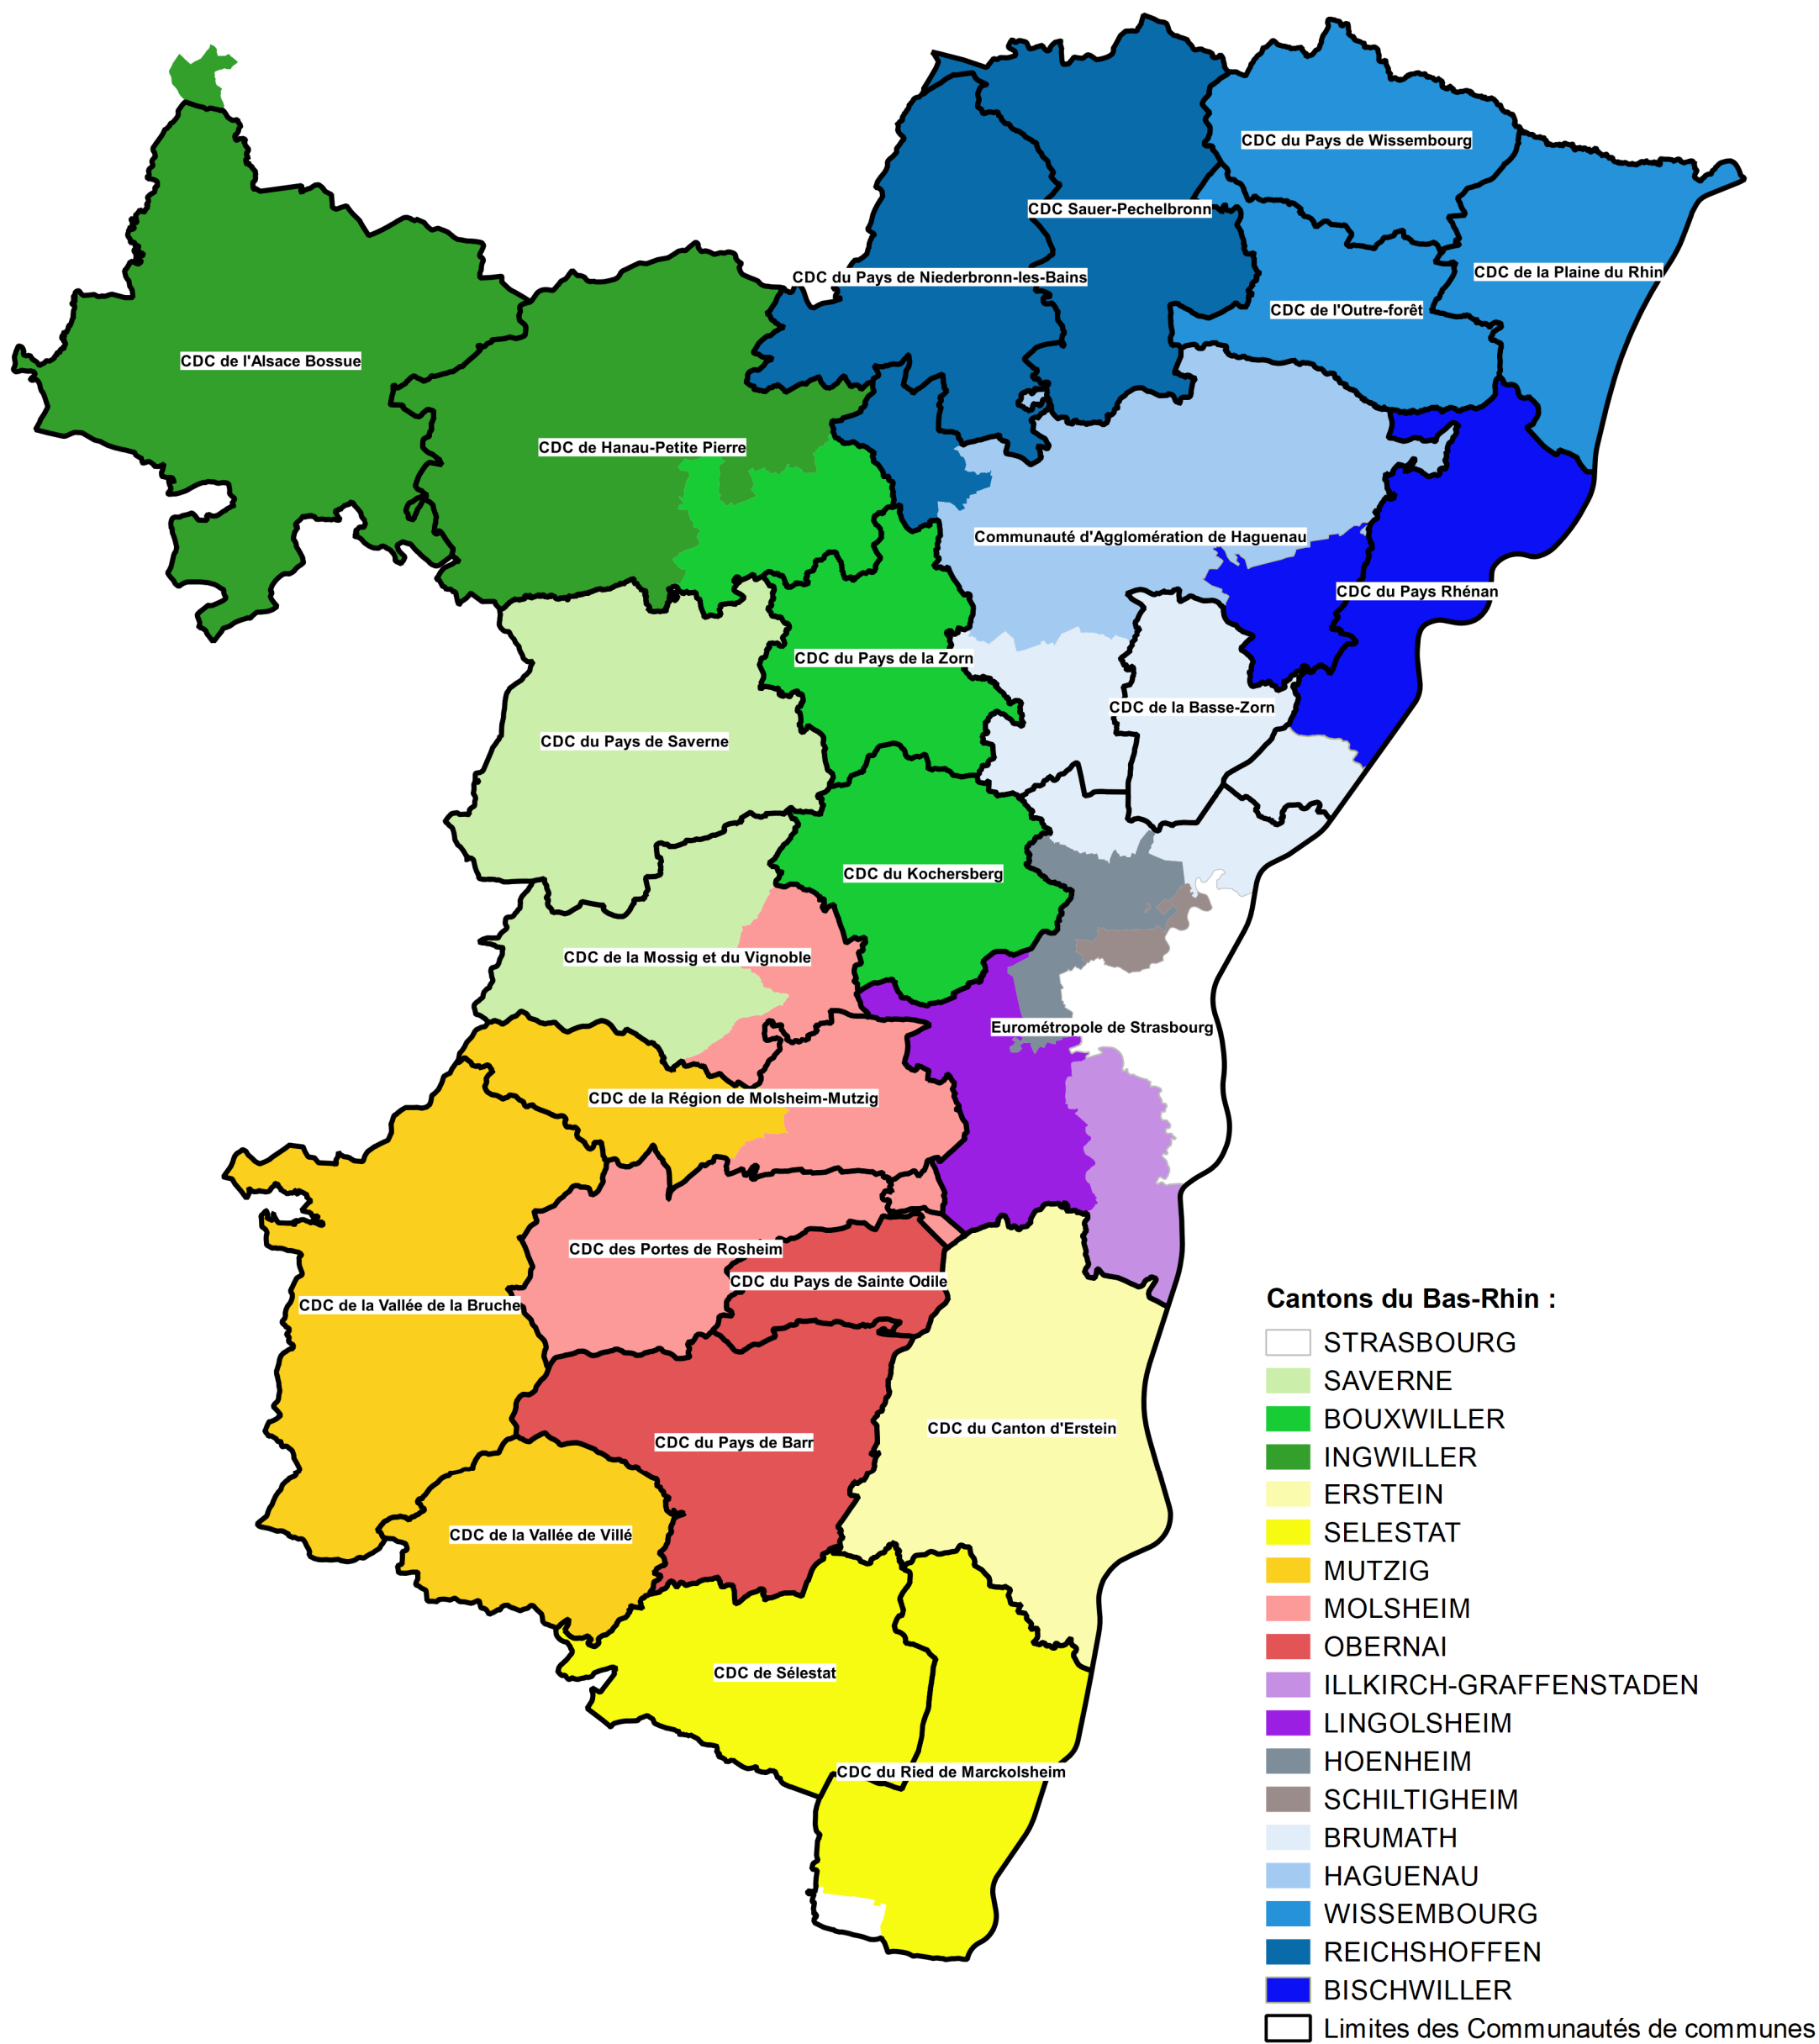 CDC du Pays de Wissembourg
CDC Sauer-Pechelbronn
CDC de la Plaine du Rhin
CDC du Pays de Niederbronn-les-Bains
CDC de l'Outre-forêt
CDC de l'Alsace Bossue
CDC de Hanau-Petite Pierre
Communauté d'Agglomération de Haguenau
CDC du Pays Rhénan
CDC du Pays de la Zorn
CDC de la Basse-Zorn
CDC du Pays de Saverne
CDC du Kochersberg
CDC de la Mossig et du Vignoble
Eurométropole de Strasbourg
CDC de la Région de Molsheim-Mutzig
CDC des Portes de Rosheim
CDC du Pays de Sainte Odile
CDC de la Vallée de la Bruche
CDC du Canton d'Erstein
CDC du Pays de Barr
CDC de la Vallée de Villé
CDC de Sélestat
CDC du Ried de Marckolsheim
Cantons du Bas-Rhin :
STRASBOURG
SAVERNE
BOUXWILLER
INGWILLER
ERSTEIN
SELESTAT
MUTZIG
MOLSHEIM
OBERNAI
ILLKIRCH-GRAFFENSTADEN
LINGOLSHEIM
HOENHEIM
SCHILTIGHEIM
BRUMATH
HAGUENAU
WISSEMBOURG
REICHSHOFFEN
BISCHWILLER
Limites des Communautés de communes